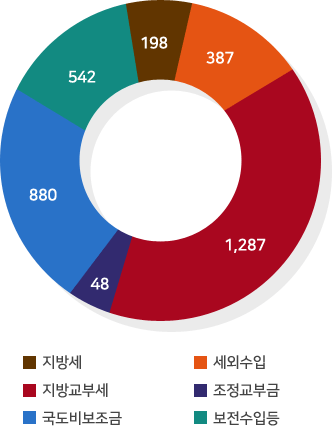 198
387
542
880
1,287
48
지방세
세외수입
지방교부세
조정교부금
국도비보조금
보전수입등